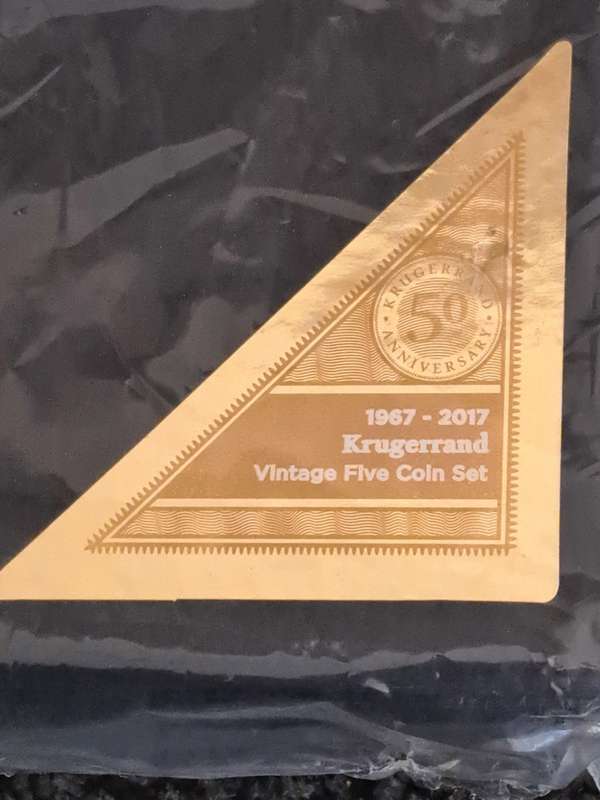 KRUGERRAND
50
ANNIVERSARY
1967 - 2017
Krugerrand
Vintage Five Coin Set